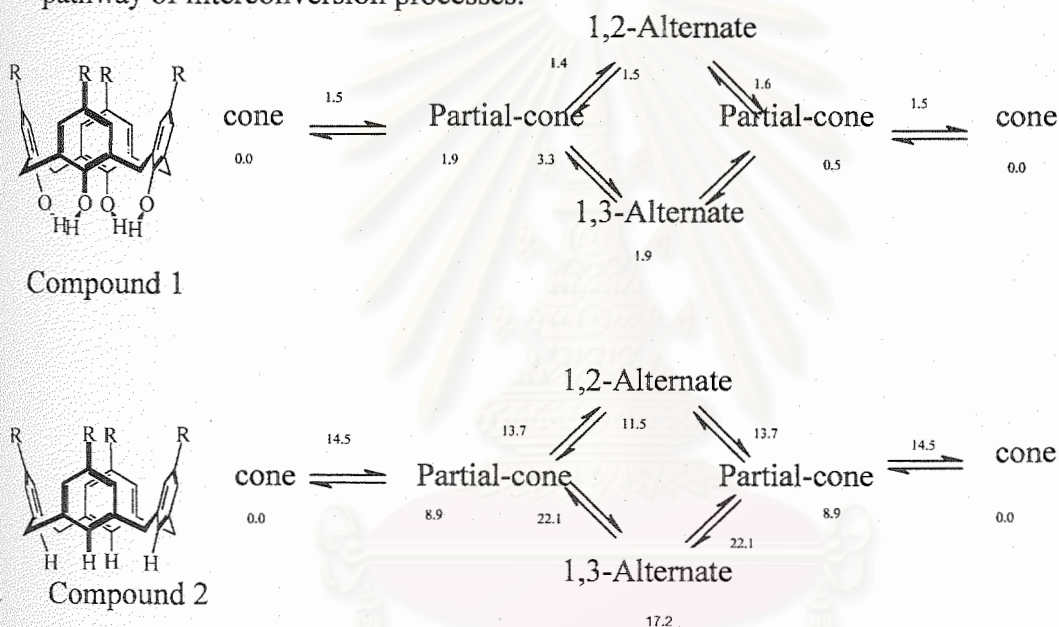 pathway of interconversion processes.
1,2-Alternate
R R R R
1.4 1.5 1.6
cone 1.5 Partial-cone Partial-cone 1.5 cone
0.0 1.9 3.3 0.5 0.0
O O O O
H H H H
1,3-Alternate
1.9
Compound 1
1,2-Alternate
R R R R
13.7 11.5 13.7
cone 14.5 Partial-cone Partial-cone 14.5 cone
0.0 8.9 22.1 8.9 0.0
22.1
H H H H
1,3-Alternate
Compound 2
17.2